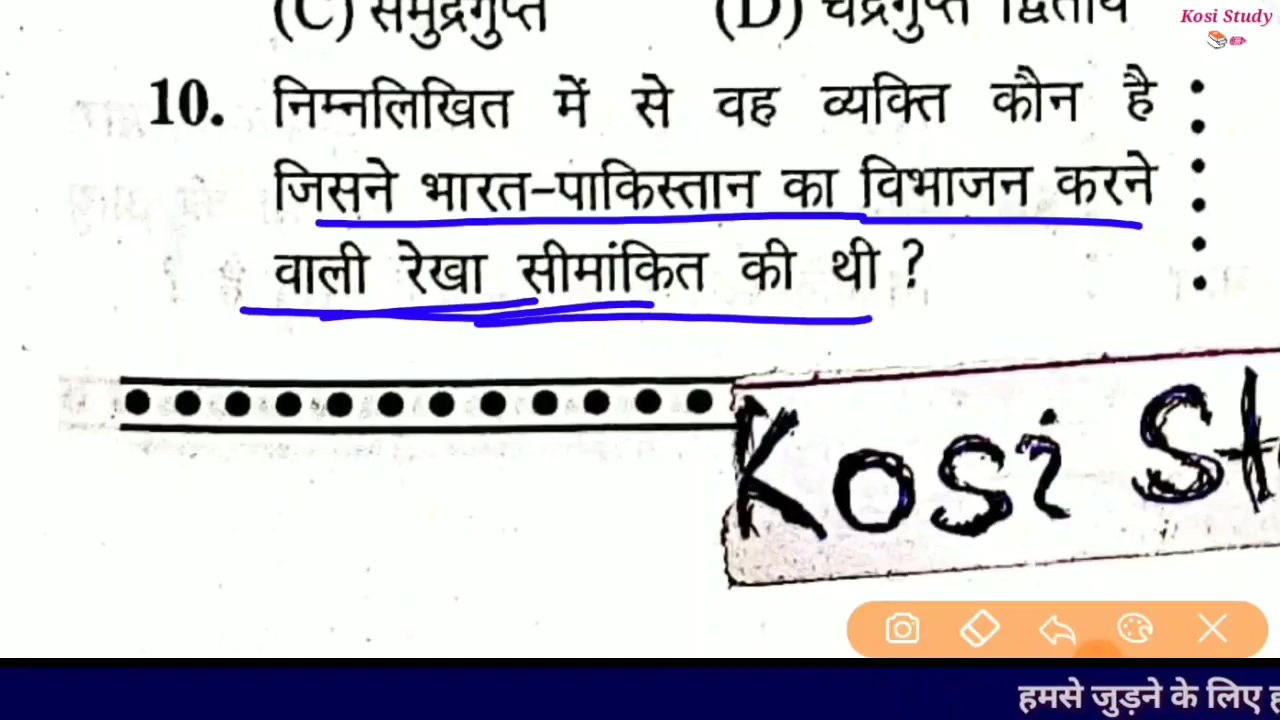 (C) समुद्रगुप्त (D) चंद्रगुप्त द्वितीय
Kosi Study
10. निम्नलिखित में से वह व्यक्ति कौन है
जिसने भारत-पाकिस्तान का विभाजन करने
वाली रेखा सीमांकित की थी ?
Kosi St
हमसे जुड़ने के लिए